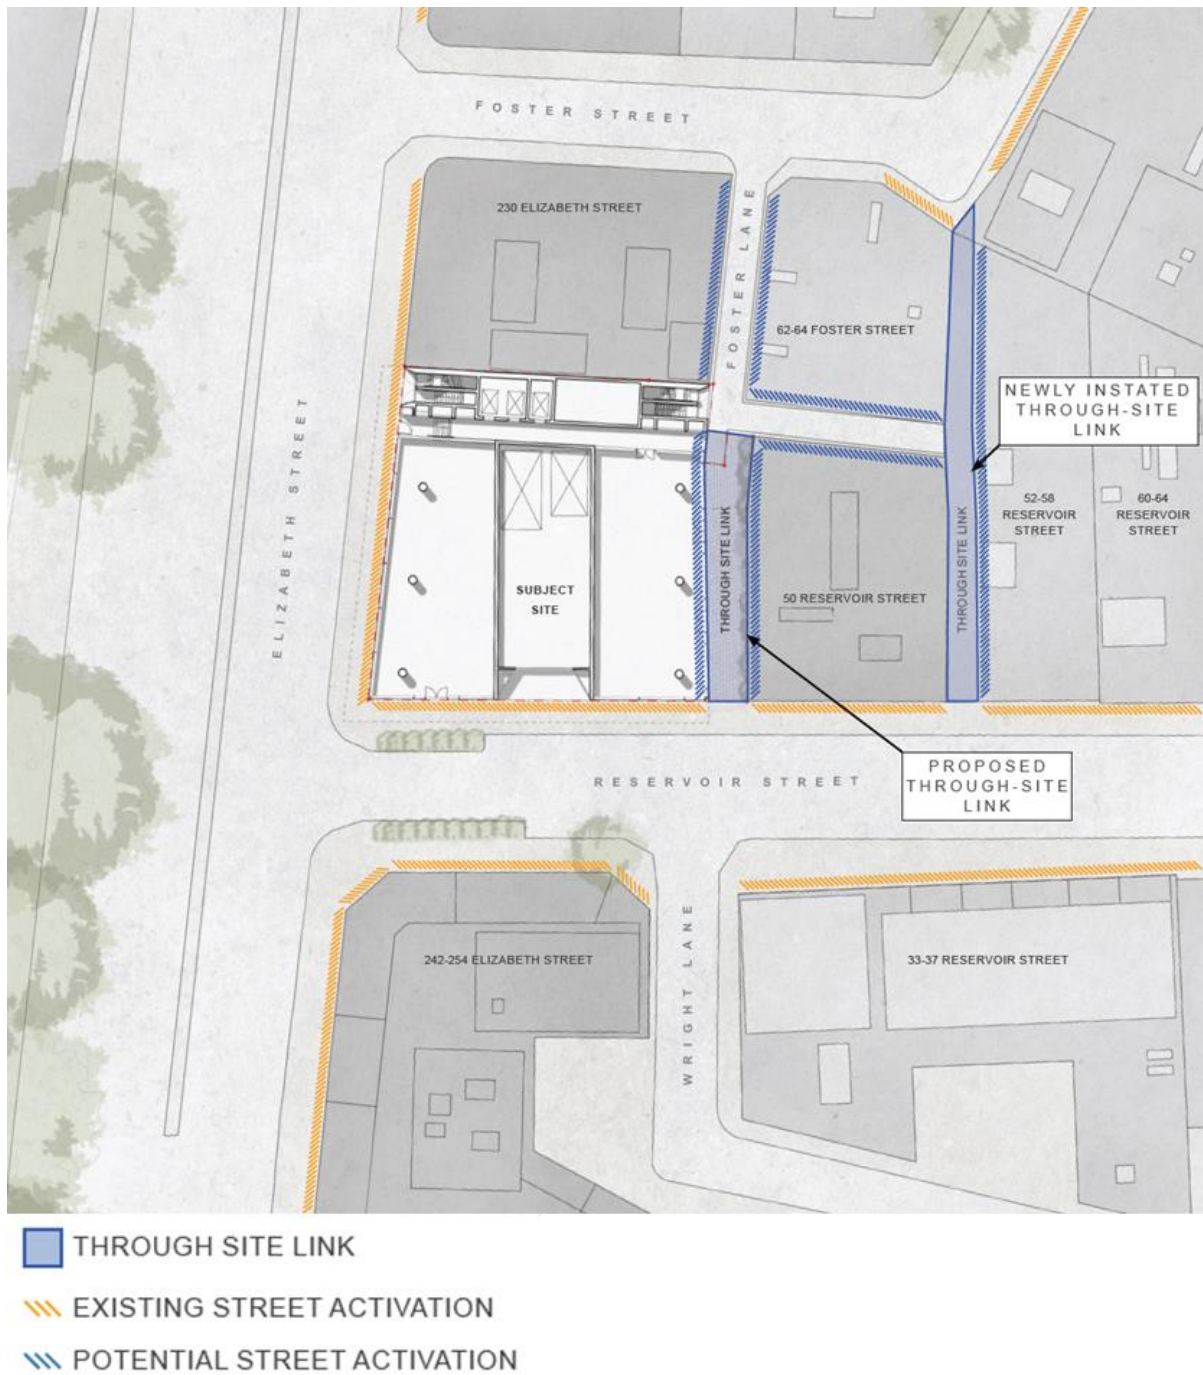 FOSTER STREET
230 ELIZABETH STREET
FOSTER LANE
62-64 FOSTER STREET
NEWLY INSTATED
THROUGH-SITE
LINK
ELIZABETH STREET
SUBJECT
SITE
THROUGH SITE LINK
50 RESERVOIR STREET
THROUGH SITE LINK
52-58
RESERVOIR
STREET
60-64
RESERVOIR
STREET
PROPOSED
THROUGH-SITE
LINK
RESERVOIR STREET
242-254 ELIZABETH STREET
WRIGHT LANE
33-37 RESERVOIR STREET
THROUGH SITE LINK
EXISTING STREET ACTIVATION
POTENTIAL STREET ACTIVATION